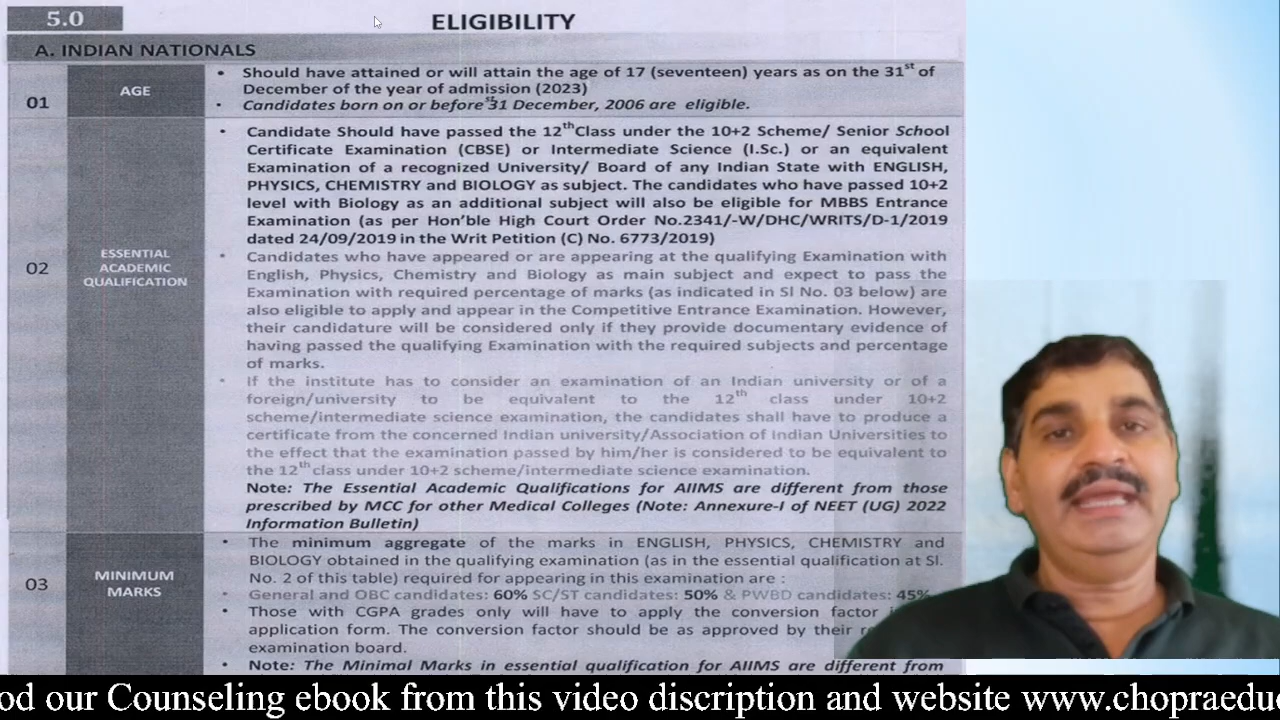 5.0
ELIGIBILITY
A. INDIAN NATIONALS
01
AGE
• Should have attained or will attain the age of 17 (seventeen) years as on the 31st of
December of the year of admission (2023)
• Candidates born on or before 31st December, 2006 are eligible.
02
ESSENTIAL
ACADEMIC
QUALIFICATION
• Candidate Should have passed the 12th Class under the 10+2 Scheme/ Senior School
Certificate Examination (CBSE) or Intermediate Science (I.Sc.) or an equivalent
Examination of a recognized University/ Board of any Indian State with ENGLISH,
PHYSICS, CHEMISTRY and BIOLOGY as subject. The candidates who have passed 10+2
level with Biology as an additional subject will also be eligible for MBBS Entrance
Examination (as per Hon'ble High Court Order No.2341/-W/DHC/WRITS/D-1/2019
dated 24/09/2019 in the Writ Petition (C) No. 6773/2019)
• Candidates who have appeared or are appearing at the qualifying Examination with
English, Physics, Chemistry and Biology as main subject and expect to pass the
Examination with required percentage of marks (as indicated in Sl No. 03 below) are
also eligible to apply and appear in the Competitive Entrance Examination. However,
their candidature will be considered only if they provide documentary evidence of
having passed the qualifying Examination with the required subjects and percentage
of marks.
• If the institute has to consider an examination of an Indian university or of a
foreign/university to be equivalent to the 12th class under 10+2
scheme/intermediate science examination, the candidates shall have to produce a
certificate from the concerned Indian university/Association of Indian Universities to
the effect that the examination passed by him/her is considered to be equivalent to
the 12th class under 10+2 scheme/intermediate science examination.
Note: The Essential Academic Qualifications for AIIMS are different from those
prescribed by MCC for other Medical Colleges (Note: Annexure-I of NEET (UG) 2022
Information Bulletin)
03
MINIMUM
MARKS
• The minimum aggregate of the marks in ENGLISH, PHYSICS, CHEMISTRY and
BIOLOGY obtained in the qualifying examination (as in the essential qualification at Sl.
No. 2 of this table) required for appearing in this examination are :
• General and OBC candidates: 60% SC/ST candidates: 50% & PWBD candidates: 45%
• Those with CGPA grades only will have to apply the conversion factor
application form. The conversion factor should be as approved by their
examination board.
• Note: The Minimal Marks in essential qualification for AIIMS are different from
od our Counseling ebook from this video discription and website www.chopraedu